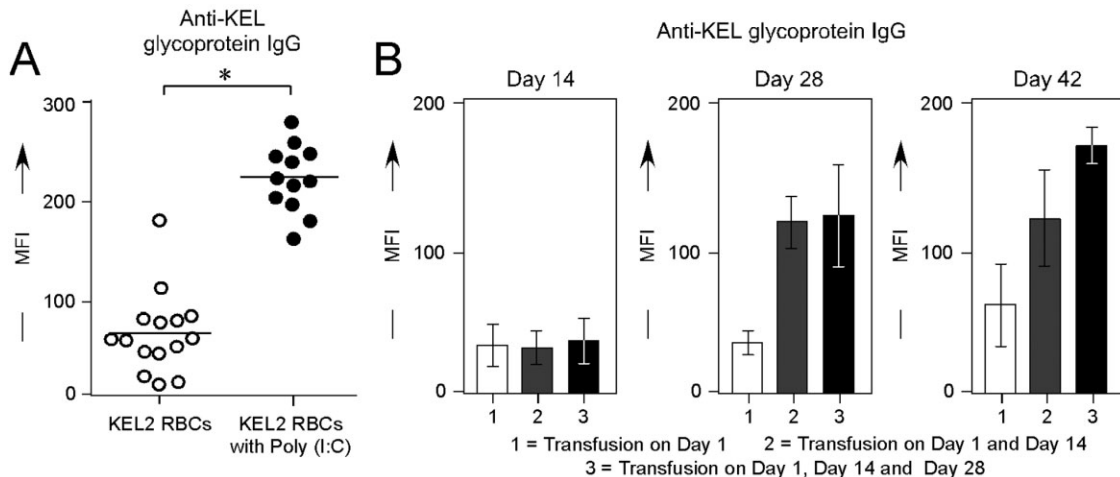 A
Anti-KEL
glycoprotein IgG
*
300
200
100
0
MFI
KEL2 RBCs
KEL2 RBCs
with Poly (I:C)
B
Anti-KEL glycoprotein IgG
Day 14
200
100
0
MFI
1 2 3
Day 28
200
100
0
MFI
1 2 3
Day 42
200
100
0
MFI
1 2 3
1 = Transfusion on Day 1 2 = Transfusion on Day 1 and Day 14
3 = Transfusion on Day 1, Day 14 and Day 28